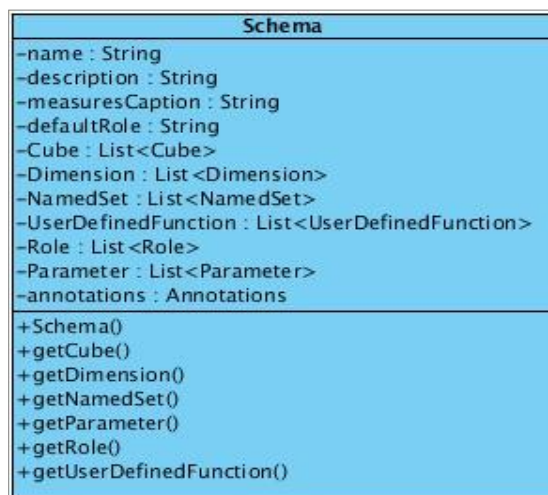 Schema
-name : String
-description : String
-measuresCaption : String
-defaultRole : String
-Cube : List<Cube>
-Dimension : List<Dimension>
-NamedSet : List<NamedSet>
-UserDefinedFunction : List<UserDefinedFunction>
-Role : List<Role>
-Parameter : List<Parameter>
-annotations : Annotations
+Schema()
+getCube()
+getDimension()
+getNamedSet()
+getParameter()
+getRole()
+getUserDefinedFunction()